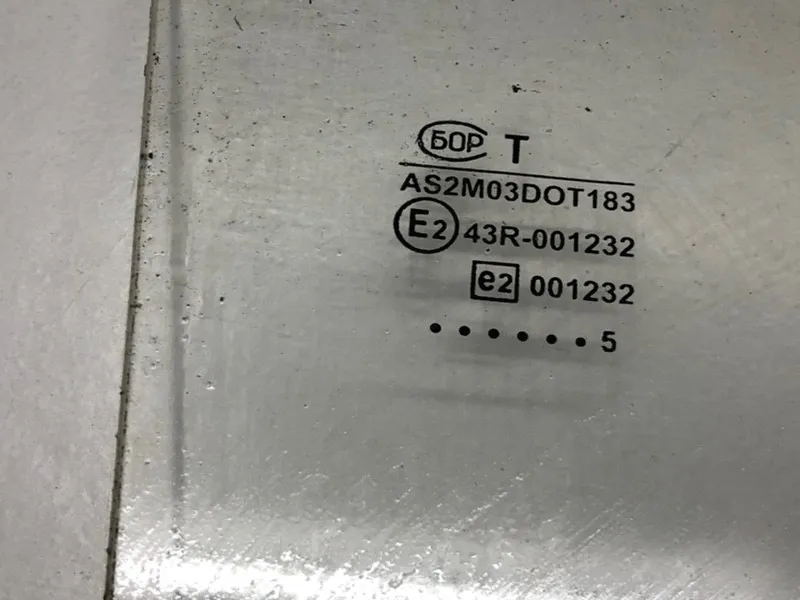 БОР T
AS2M03DOT183
E2 43R-001232
e2 001232
• • • • • • 5